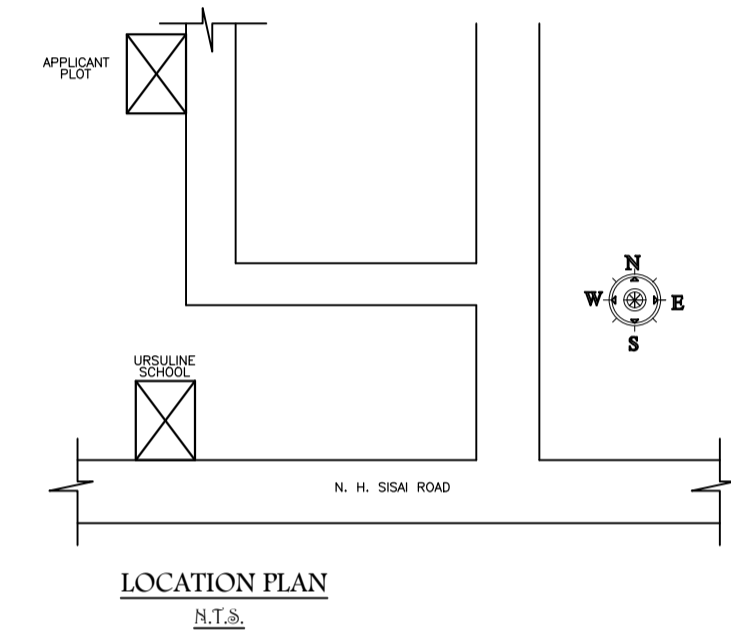 APPLICANT
PLOT
N
W E
S
URSULINE
SCHOOL
N. H. SISAI ROAD
LOCATION PLAN
N.T.S.